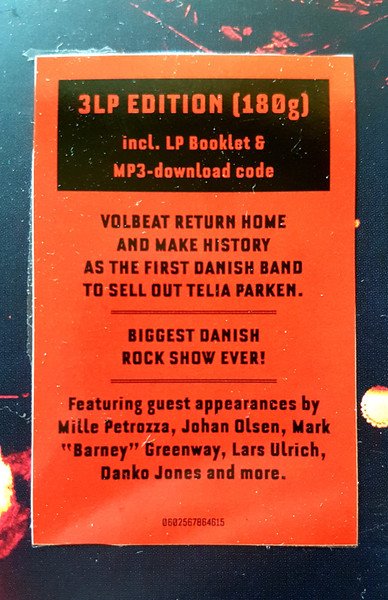 3LP EDITION (180g)
incl. LP Booklet &
MP3-download code
VOLBEAT RETURN HOME
AND MAKE HISTORY
AS THE FIRST DANISH BAND
TO SELL OUT TELIA PARKEN.
BIGGEST DANISH
ROCK SHOW EVER!
Featuring guest appearances by
Mille Petrozza, Johan Olsen, Mark
"Barney" Greenway, Lars Ulrich,
Danko Jones and more.
0602567864615